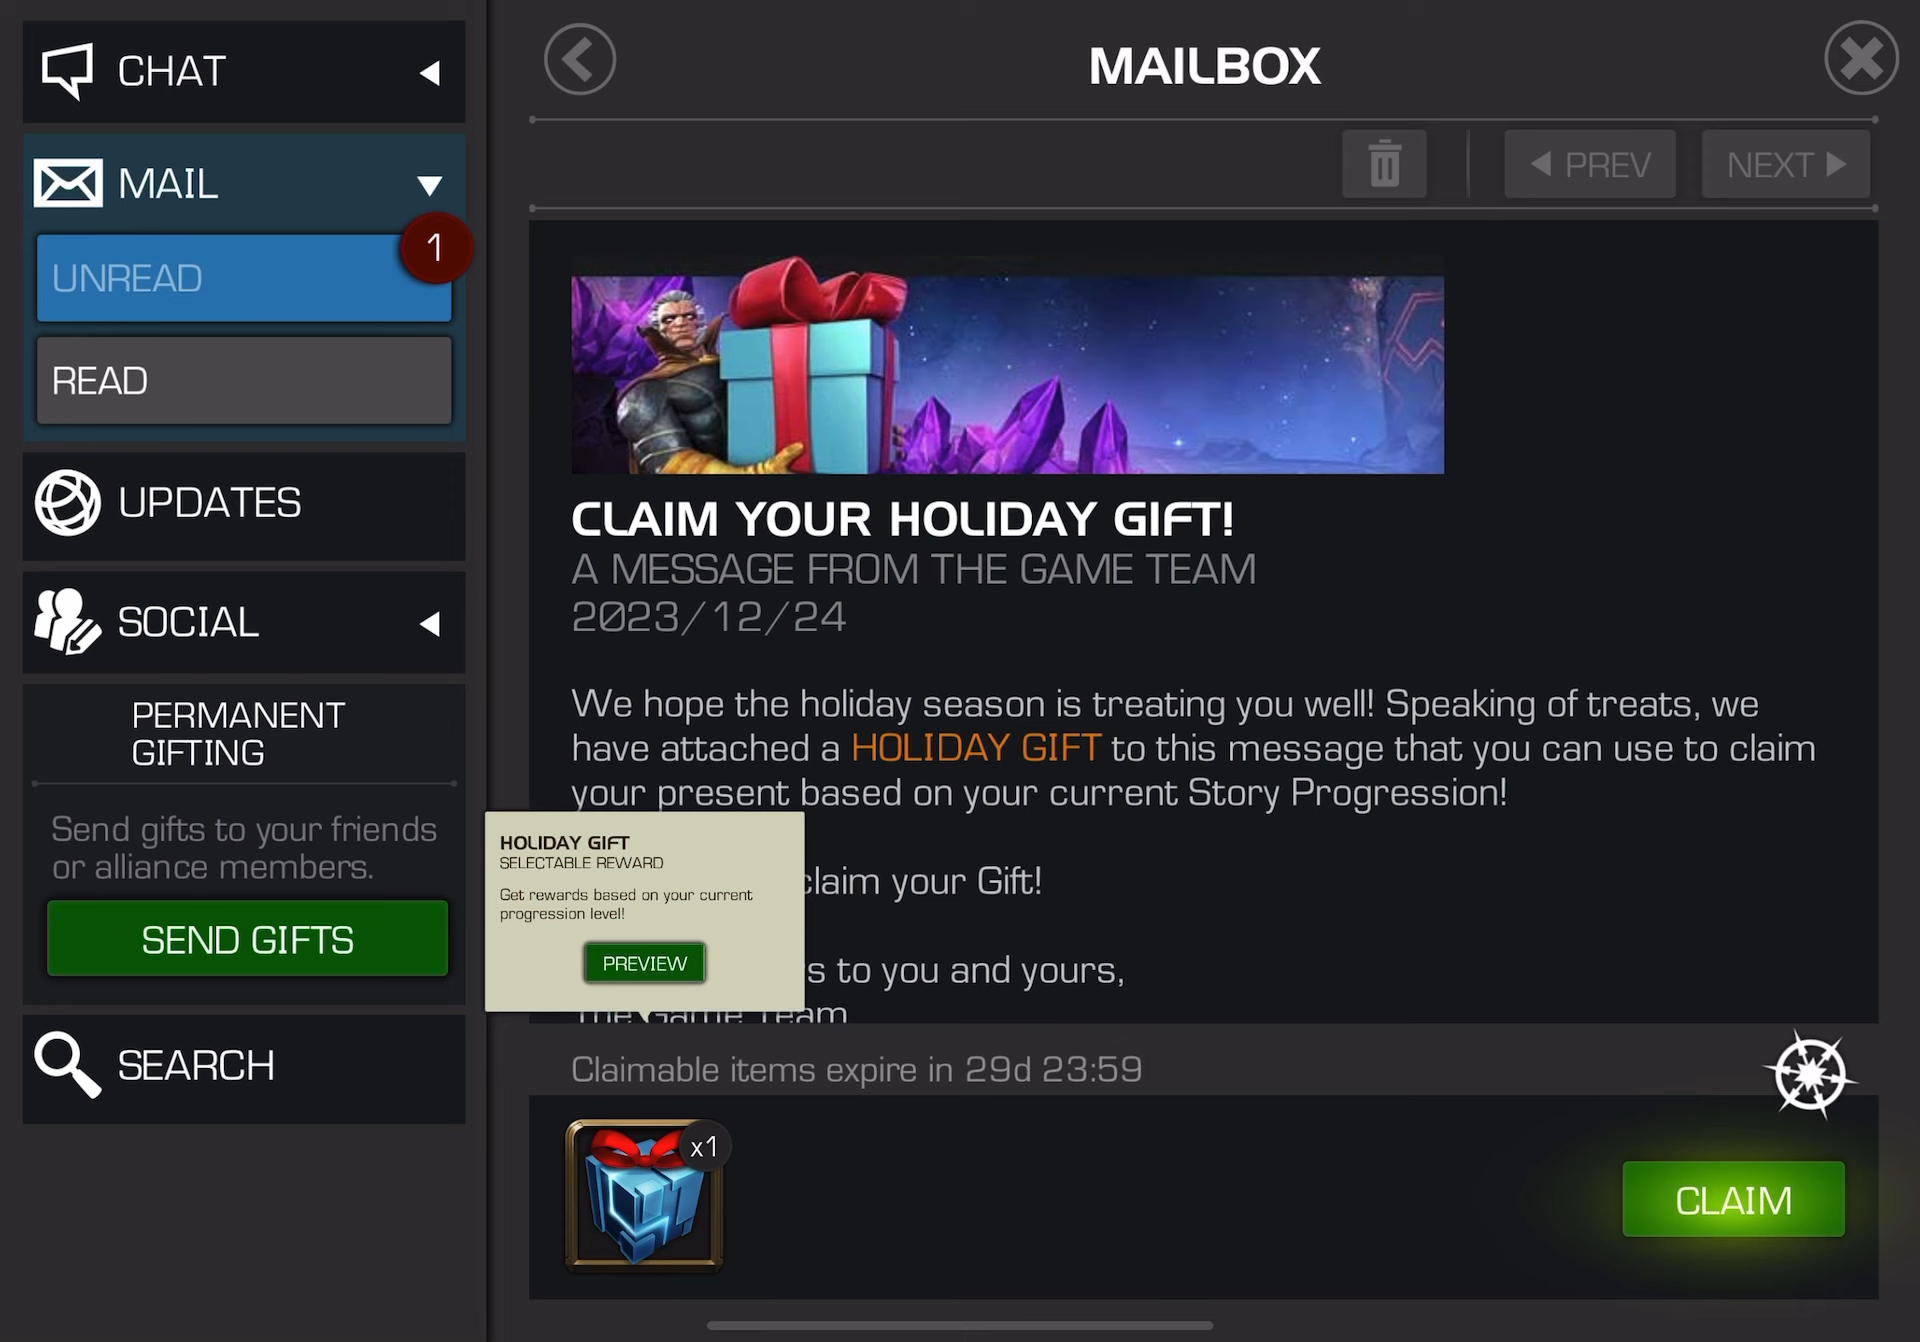 CHAT
MAIL
UNREAD
1
READ
UPDATES
SOCIAL
PERMANENT
GIFTING
Send gifts to your friends
or alliance members.
SEND GIFTS
SEARCH
MAILBOX
PREV
NEXT
CLAIM YOUR HOLIDAY GIFT!
A MESSAGE FROM THE GAME TEAM
2023/12/24
We hope the holiday season is treating you well! Speaking of treats, we
have attached a HOLIDAY GIFT to this message that you can use to claim
your present based on your current Story Progression!
claim your Gift!
s to you and yours,
The Game Team
HOLIDAY GIFT
SELECTABLE REWARD
Get rewards based on your current
progression level!
PREVIEW
Claimable items expire in 29d 23:59
x1
CLAIM